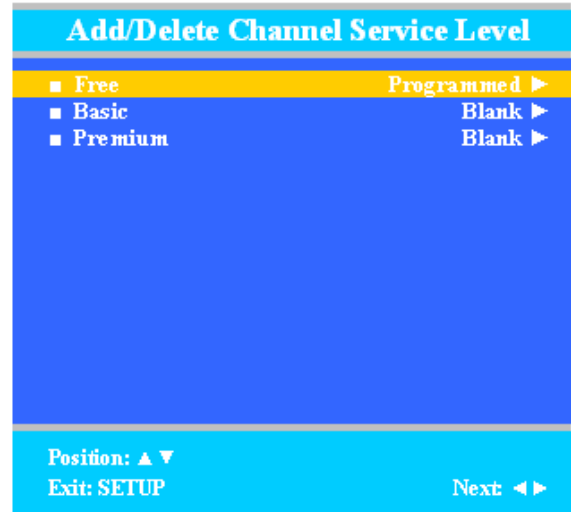 Add/Delete Channel Service Level
■ Free Programmed ►
■ Basic Blank ►
■ Premium Blank ►
Position: ▲ ▼
Exit: SETUP Next: ◄ ►